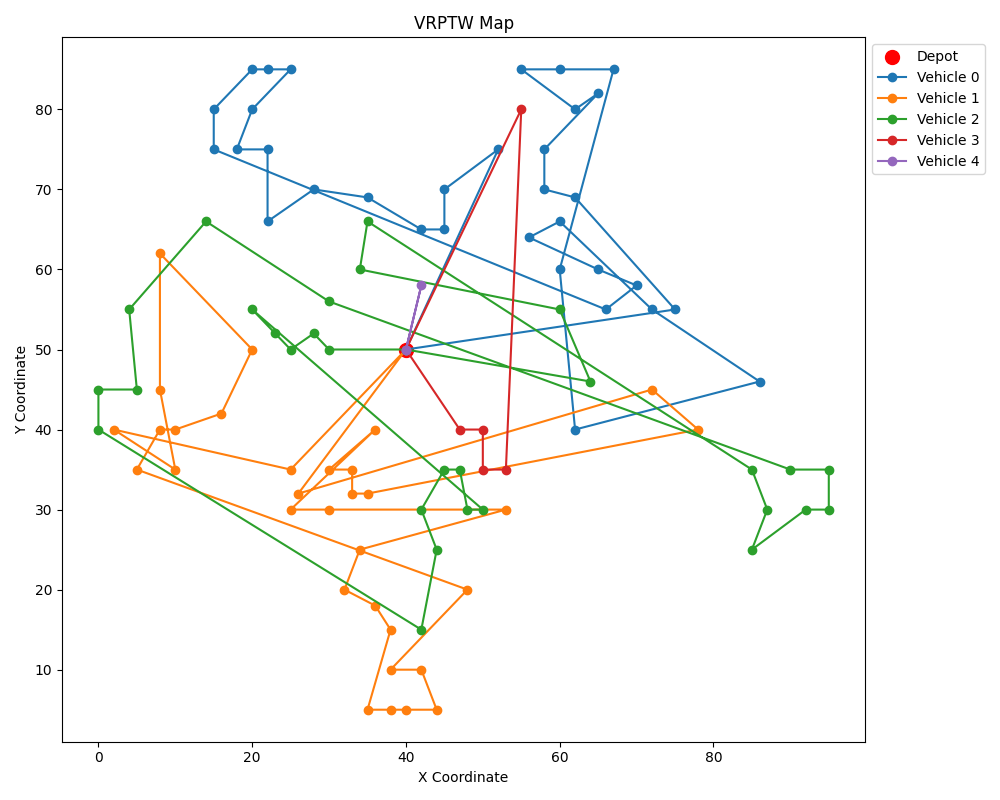 VRPTW Map
Depot
Vehicle 0
Vehicle 1
Vehicle 2
Vehicle 3
Vehicle 4
Y Coordinate
80
70
60
50
40
30
20
10
0
20
40
60
80
X Coordinate